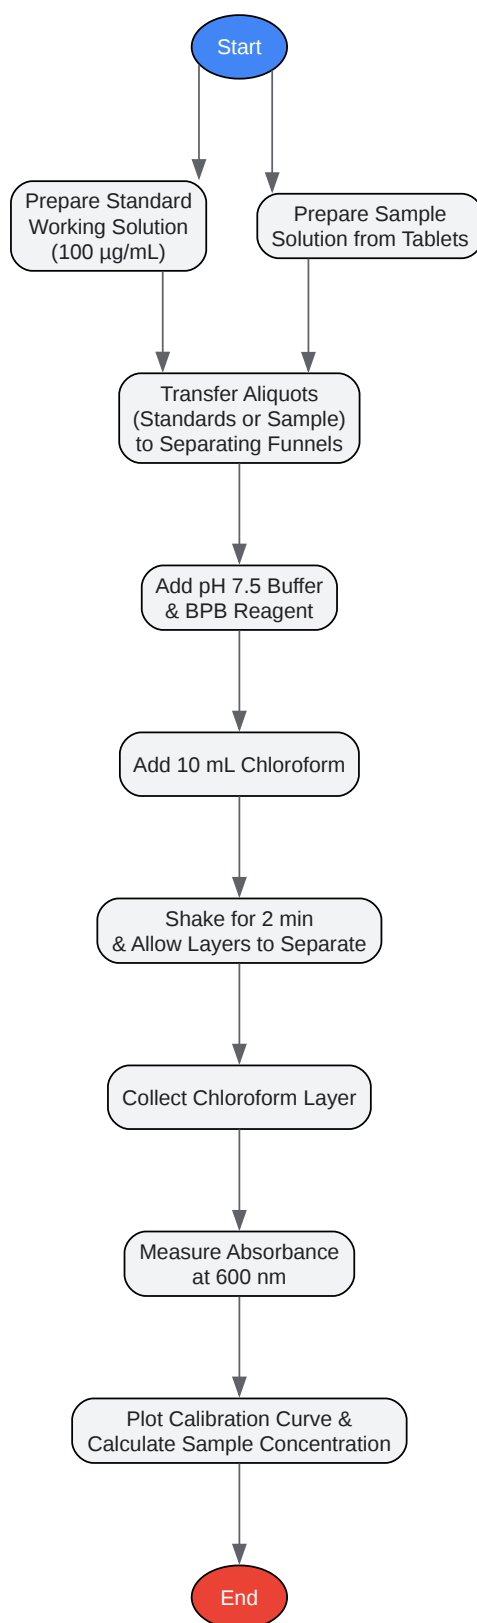 Start
Prepare Standard
Working Solution
(100 µg/mL)
Prepare Sample
Solution from Tablets
Transfer Aliquots
(Standards or Sample)
to Separating Funnels
Add pH 7.5 Buffer
& BPB Reagent
Add 10 mL Chloroform
Shake for 2 min
& Allow Layers to Separate
Collect Chloroform Layer
Measure Absorbance
at 600 nm
Plot Calibration Curve &
Calculate Sample Concentration
End